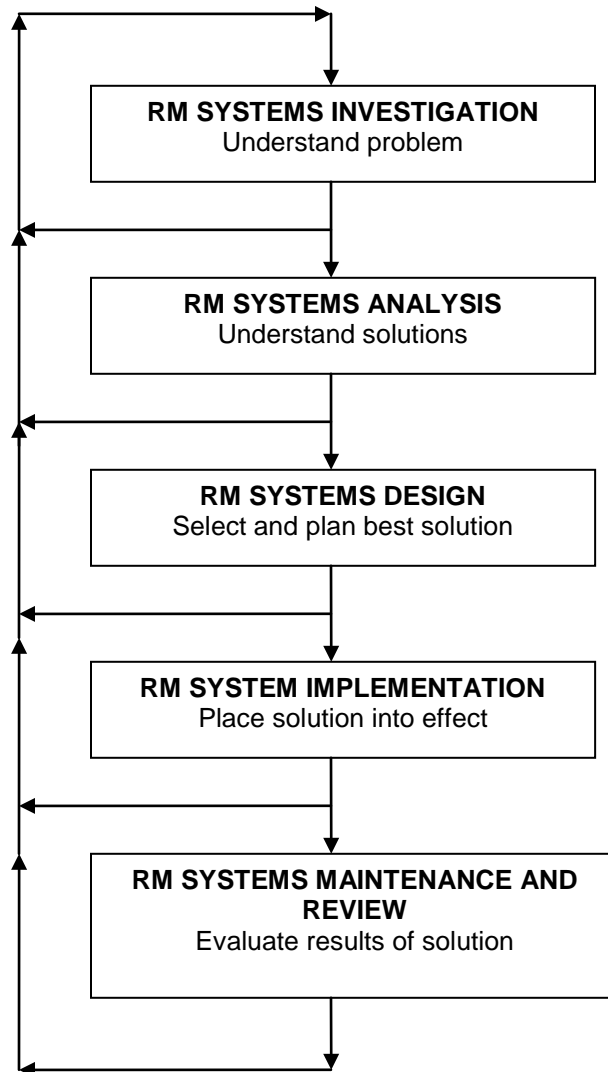 RM SYSTEMS INVESTIGATION
Understand problem
RM SYSTEMS ANALYSIS
Understand solutions
RM SYSTEMS DESIGN
Select and plan best solution
RM SYSTEM IMPLEMENTATION
Place solution into effect
RM SYSTEMS MAINTENANCE AND
REVIEW
Evaluate results of solution